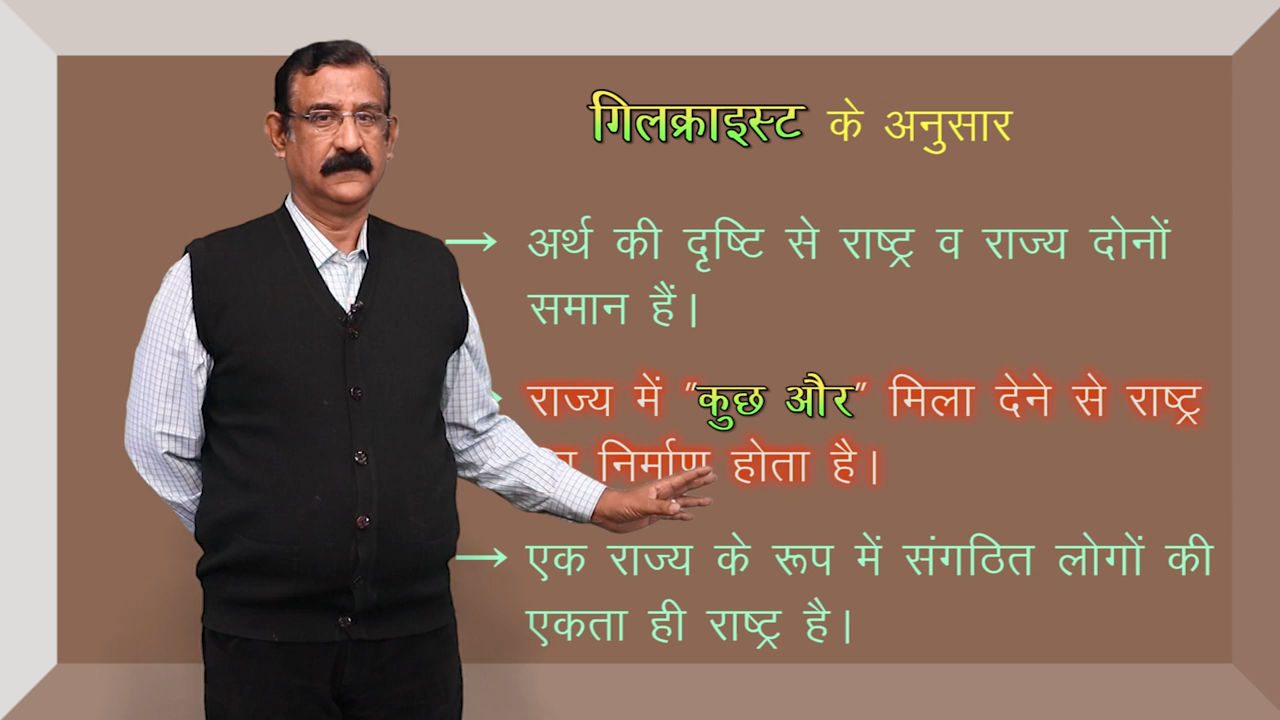 गिलक्राइस्ट के अनुसार
→ अर्थ की दृष्टि से राष्ट्र व राज्य दोनों
समान हैं।
राज्य में "कुछ और" मिला देने से राष्ट्र
निर्माण होता है।
→ एक राज्य के रूप में संगठित लोगों की
एकता ही राष्ट्र है।